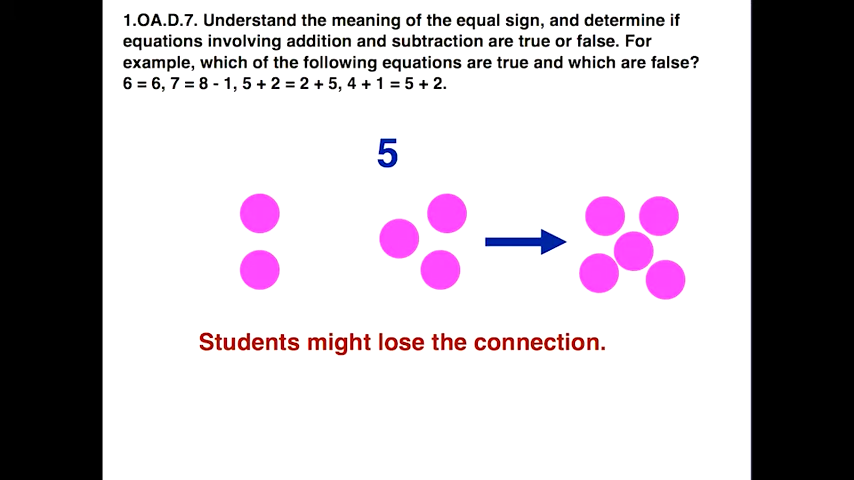 1.OA.D.7. Understand the meaning of the equal sign, and determine if
equations involving addition and subtraction are true or false. For
example, which of the following equations are true and which are false?
6 = 6, 7 = 8 - 1, 5 + 2 = 2 + 5, 4 + 1 = 5 + 2.
5
Students might lose the connection.